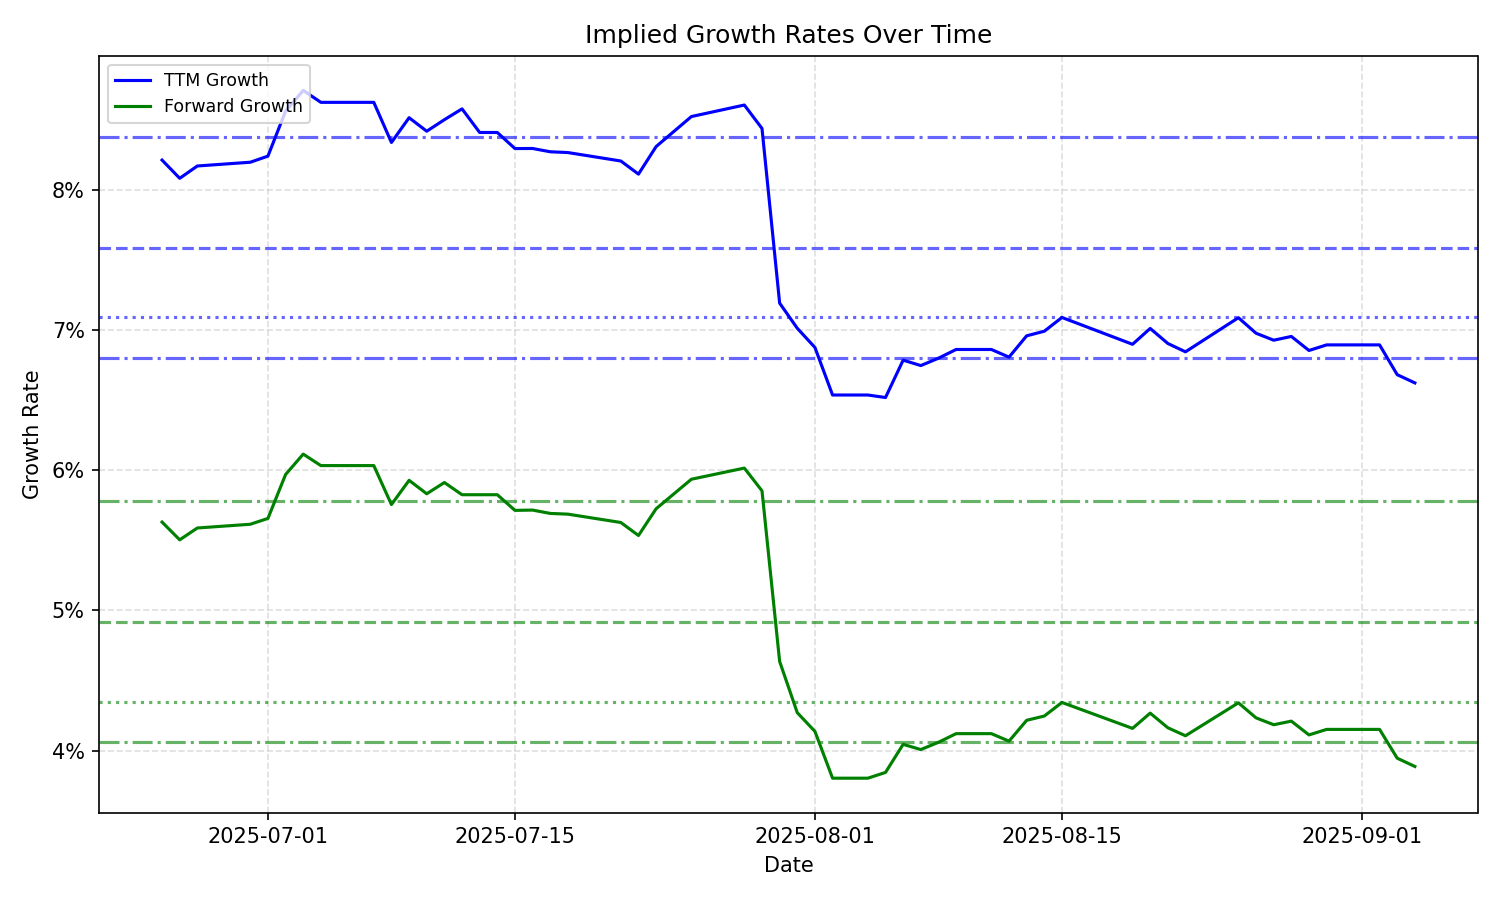 Implied Growth Rates Over Time
TTM Growth
Forward Growth
Growth Rate
8%
7%
6%
5%
4%
2025-07-01
2025-07-15
2025-08-01
2025-08-15
2025-09-01
Date